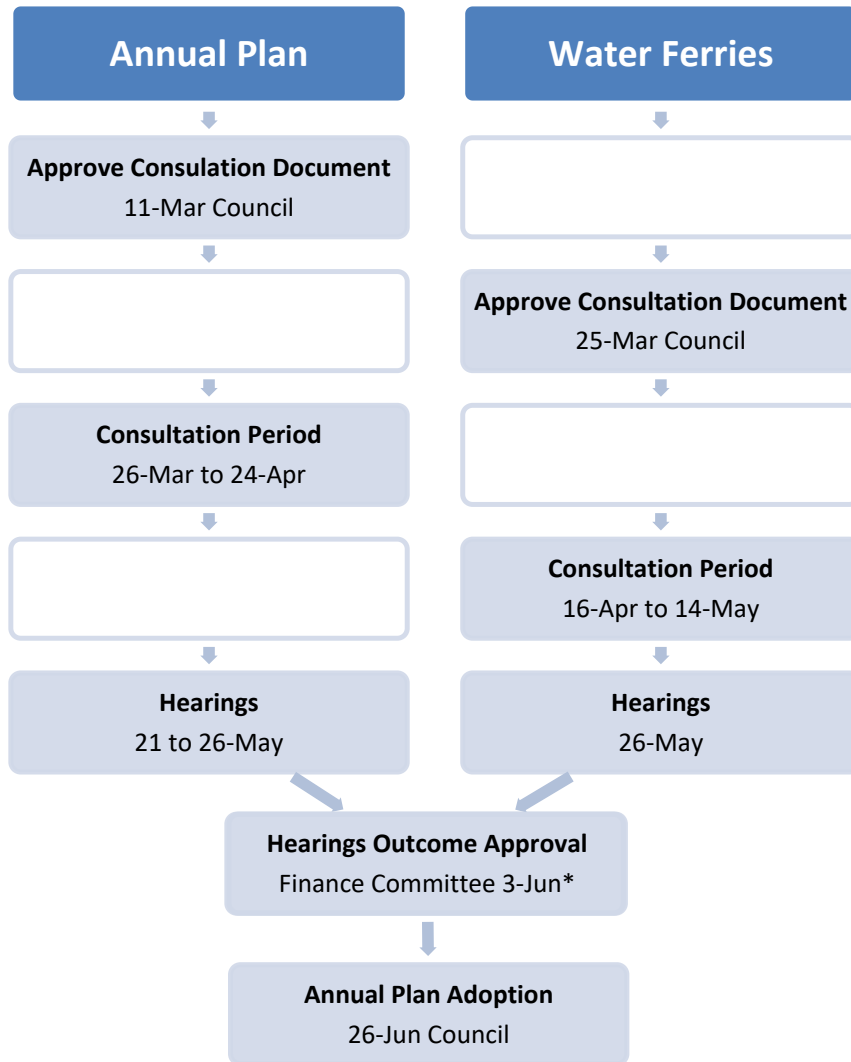 Annual Plan
Water Ferries
Approve Consulation Document
11-Mar Council
Approve Consultation Document
25-Mar Council
Consultation Period
26-Mar to 24-Apr
Consultation Period
16-Apr to 14-May
Hearings
21 to 26-May
Hearings
26-May
Hearings Outcome Approval
Finance Committee 3-Jun*
Annual Plan Adoption
26-Jun Council